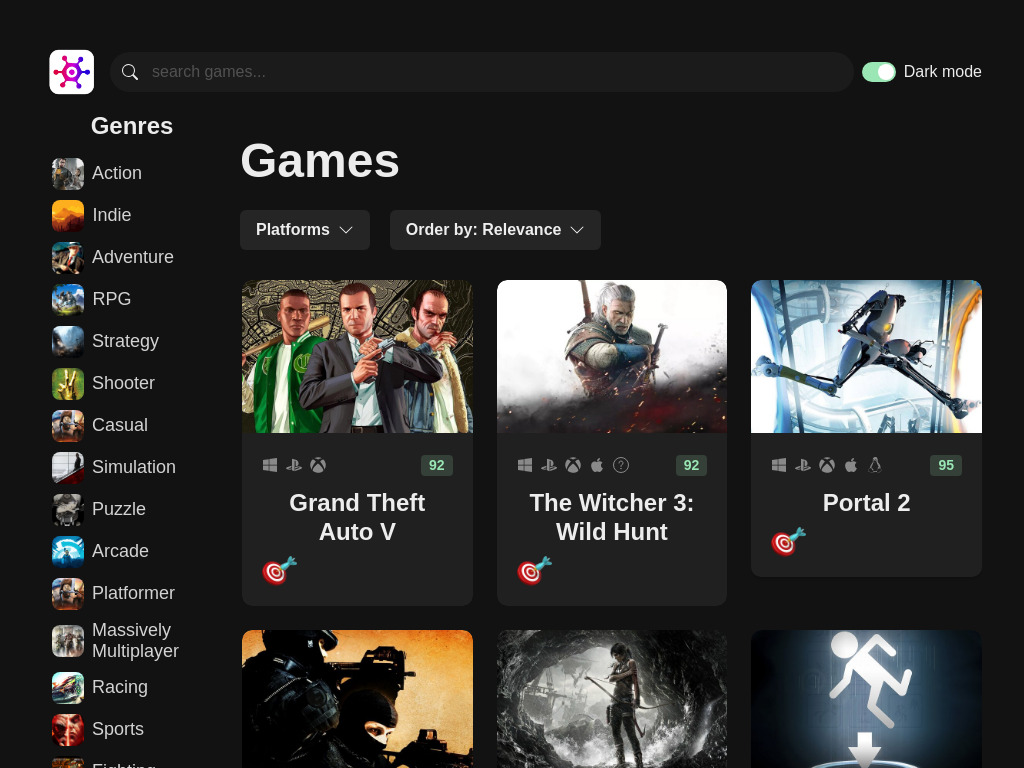 search games...
Dark mode
Genres
Action
Indie
Adventure
RPG
Strategy
Shooter
Casual
Simulation
Puzzle
Arcade
Platformer
Massively
Multiplayer
Racing
Sports
Fighting
Games
Platforms
Order by: Relevance
92
Grand Theft
Auto V
92
The Witcher 3:
Wild Hunt
95
Portal 2